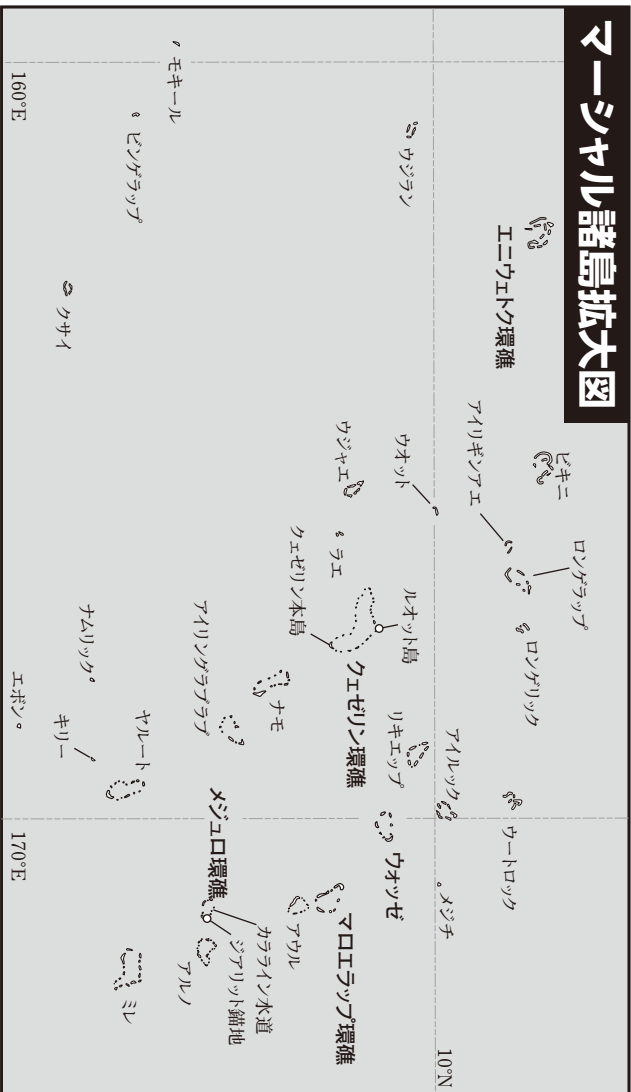 マーシャル諸島拡大図
モキール
160°E
ピンゲラップ
ウジラン
エニウェトク環礁
クサイ
ビキニ
アイリギンアエ
ウオット
ウジャエ
ロンゲラップ
ラエ
クェゼリン本島
ルオット島
ロンゲリック
クェゼリン環礁
アイリングラプラプ
ナモ
ナムリック
エボン
キリー
ヤルート
リキエップ
アイルック
ウートロック
ウォッゼ
メジチ
メジュロ環礁
170°E
マロエラップ環礁
アウル
カラライン水道
ジアリット錨地
アルノ
ミレ
10°N